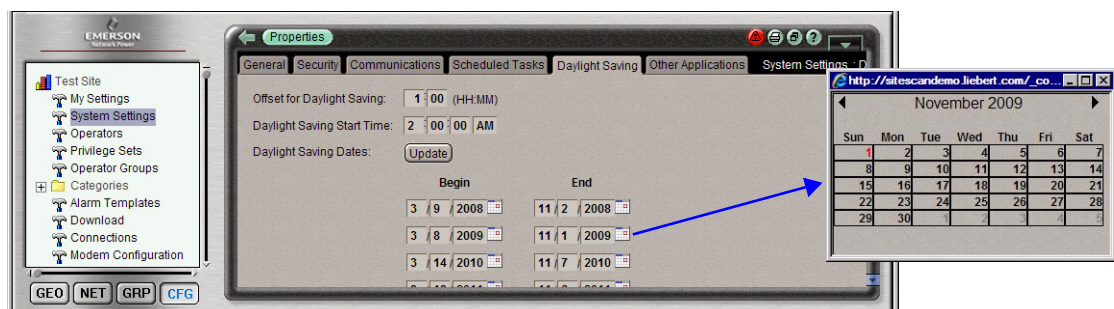 EMERSON
Network Power
Test Site
My Settings
System Settings
Operators
Privilege Sets
Operator Groups
Categories
Alarm Templates
Download
Connections
Modem Configuration
GEO NET GRP CFG
Properties
General Security Communications Scheduled Tasks Daylight Saving Other Applications System Settings : D
Offset for Daylight Saving: 1 : 00 (HH:MM)
Daylight Saving Start Time: 2 : 00 : 00 AM
Daylight Saving Dates: Update
Begin End
3 / 9 / 2008 11 / 2 / 2008
3 / 8 / 2009 11 / 1 / 2009
3 / 14 / 2010 11 / 7 / 2010
http://sitescandemo.liebert.com/_co...
November 2009
Sun Mon Tue Wed Thu Fri Sat
1 2 3 4 5 6 7
8 9 10 11 12 13 14
15 16 17 18 19 20 21
22 23 24 25 26 27 28
29 30 1 2 3 4 5